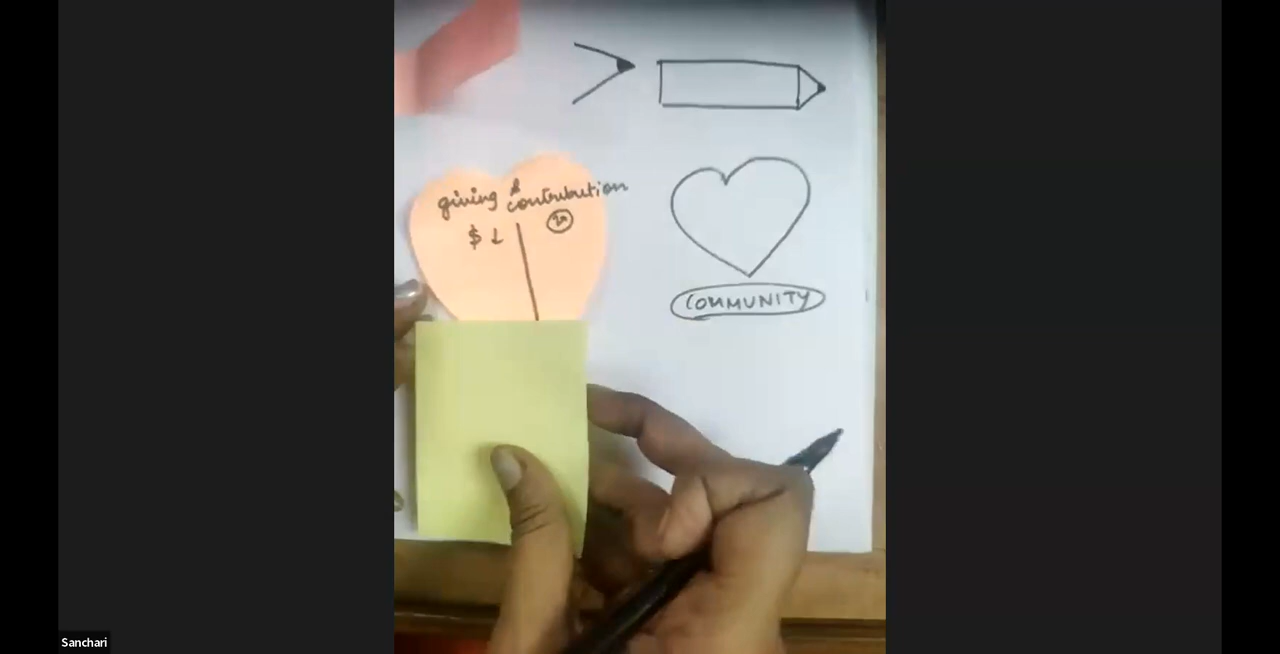 giving &
contribution
$ ↓
COMMUNITY
Sanchari